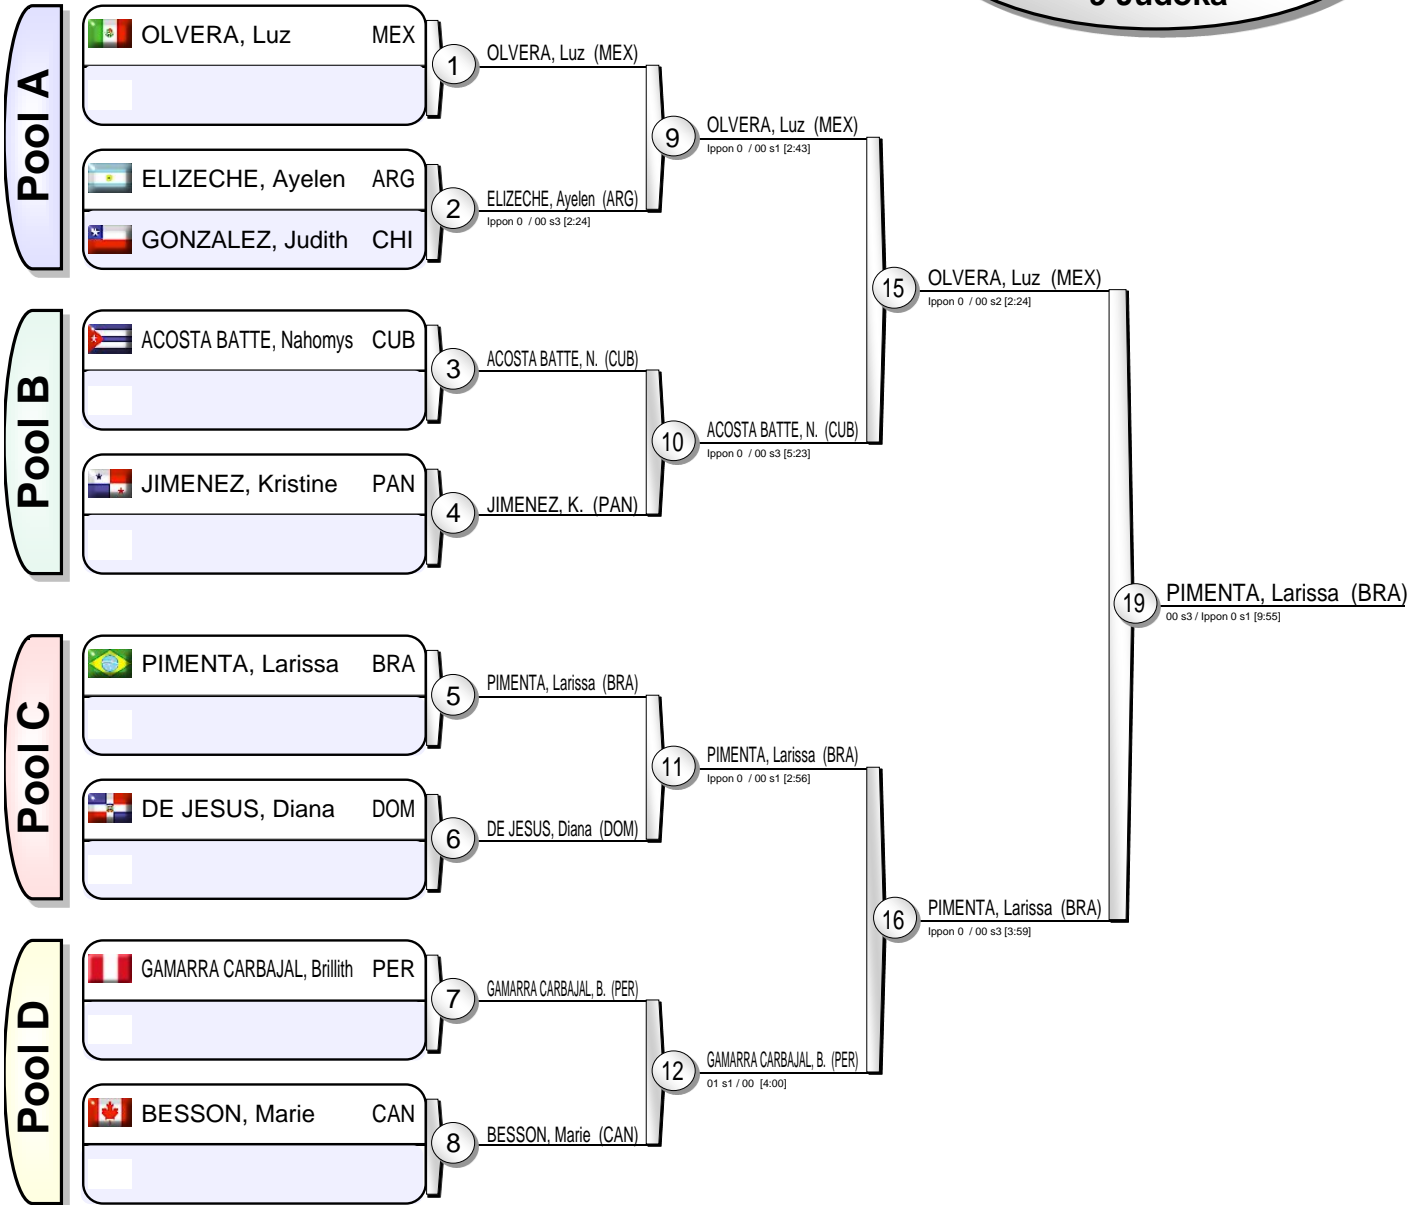 9 Judoka
Pool A
OLVERA, Luz MEX
1
OLVERA, Luz (MEX)
ELIZECHE, Ayelen ARG
GONZALEZ, Judith CHI
2
ELIZECHE, Ayelen (ARG)
Ippon 0 / 00 s3 [2:24]
9
OLVERA, Luz (MEX)
Ippon 0 / 00 s1 [2:43]
Pool B
ACOSTA BATTE, Nahomys CUB
3
ACOSTA BATTE, N. (CUB)
JIMENEZ, Kristine PAN
4
JIMENEZ, K. (PAN)
10
ACOSTA BATTE, N. (CUB)
Ippon 0 / 00 s3 [5:23]
15
OLVERA, Luz (MEX)
Ippon 0 / 00 s2 [2:24]
Pool C
PIMENTA, Larissa BRA
5
PIMENTA, Larissa (BRA)
DE JESUS, Diana DOM
6
DE JESUS, Diana (DOM)
11
PIMENTA, Larissa (BRA)
Ippon 0 / 00 s1 [2:56]
Pool D
GAMARRA CARBAJAL, Brillith PER
7
GAMARRA CARBAJAL, B. (PER)
BESSON, Marie CAN
8
BESSON, Marie (CAN)
12
GAMARRA CARBAJAL, B. (PER)
01 s1 / 00 [4:00]
16
PIMENTA, Larissa (BRA)
Ippon 0 / 00 s3 [3:59]
19
PIMENTA, Larissa (BRA)
00 s3 / Ippon 0 s1 [9:55]